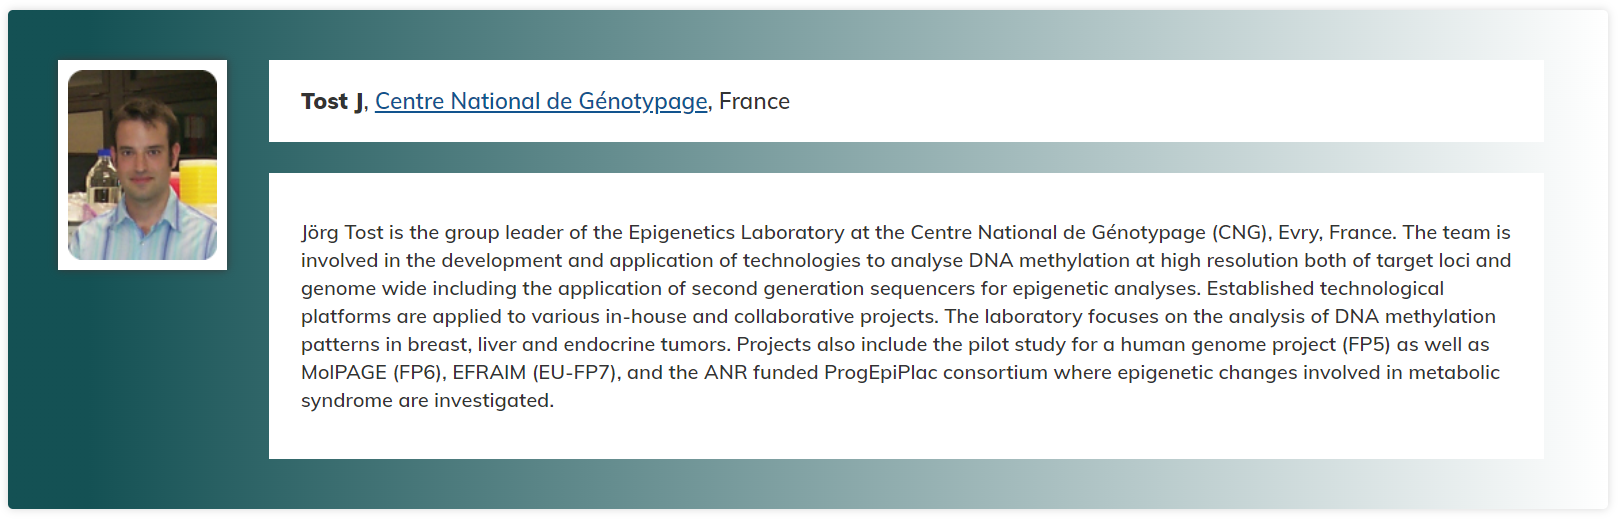 Tost J, Centre National de Génotypage, France
Jörg Tost is the group leader of the Epigenetics Laboratory at the Centre National de Génotypage (CNG), Evry, France. The team is
involved in the development and application of technologies to analyse DNA methylation at high resolution both of target loci and
genome wide including the application of second generation sequencers for epigenetic analyses. Established technological
platforms are applied to various in-house and collaborative projects. The laboratory focuses on the analysis of DNA methylation
patterns in breast, liver and endocrine tumors. Projects also include the pilot study for a human genome project (FP5) as well as
MolPAGE (FP6), EFRAIM (EU-FP7), and the ANR funded ProgEpiPlac consortium where epigenetic changes involved in metabolic
syndrome are investigated.